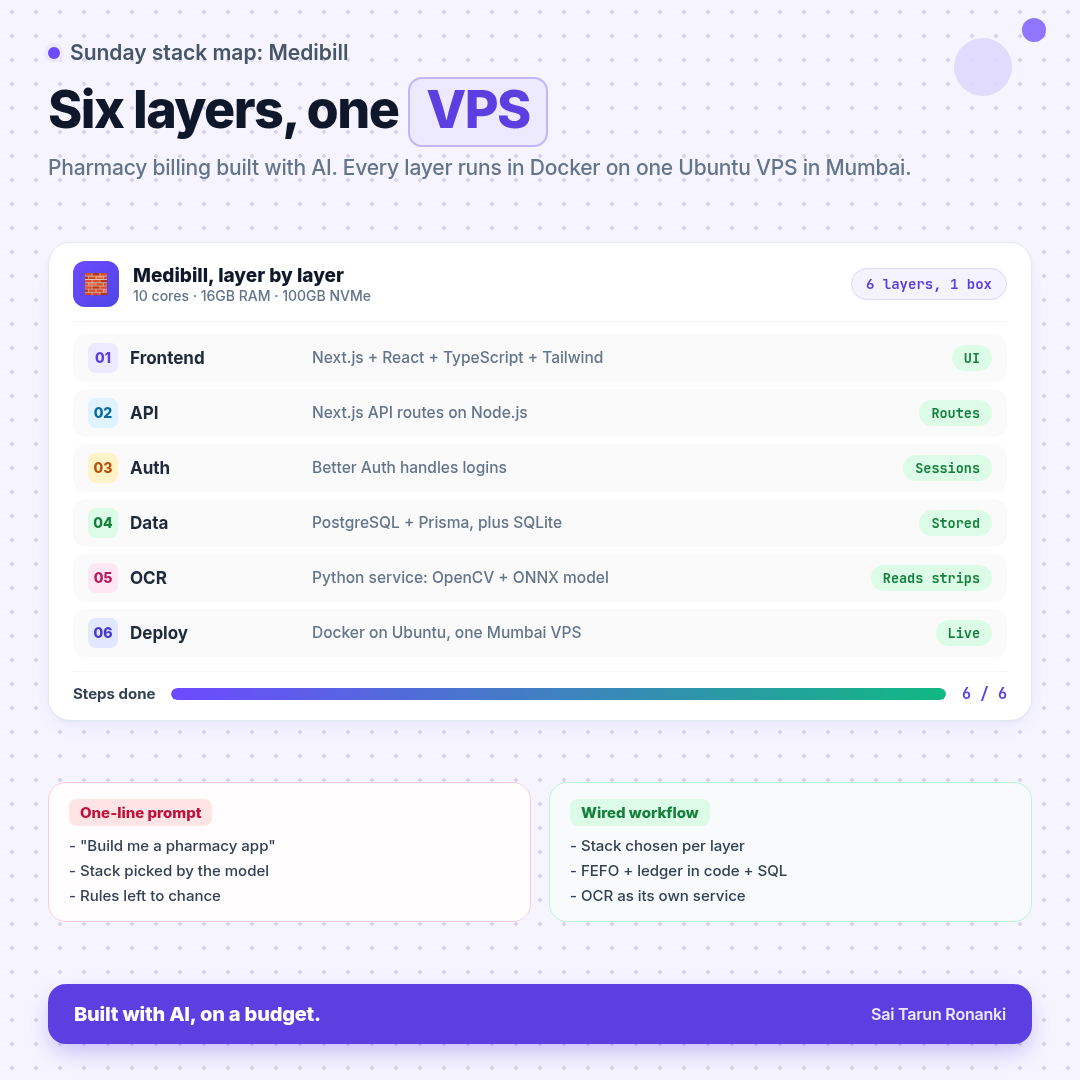 Sunday stack map: Medibill
Six layers, one VPS
Pharmacy billing built with AI. Every layer runs in Docker on one Ubuntu VPS in Mumbai.
Medibill, layer by layer
10 cores · 16GB RAM · 100GB NVMe
6 layers, 1 box
01 Frontend Next.js + React + TypeScript + Tailwind UI
02 API Next.js API routes on Node.js Routes
03 Auth Better Auth handles logins Sessions
04 Data PostgreSQL + Prisma, plus SQLite Stored
05 OCR Python service: OpenCV + ONNX model Reads strips
06 Deploy Docker on Ubuntu, one Mumbai VPS Live
Steps done 6 / 6
One-line prompt
- "Build me a pharmacy app"
- Stack picked by the model
- Rules left to chance
Wired workflow
- Stack chosen per layer
- FEFO + ledger in code + SQL
- OCR as its own service
Built with AI, on a budget.
Sai Tarun Ronanki